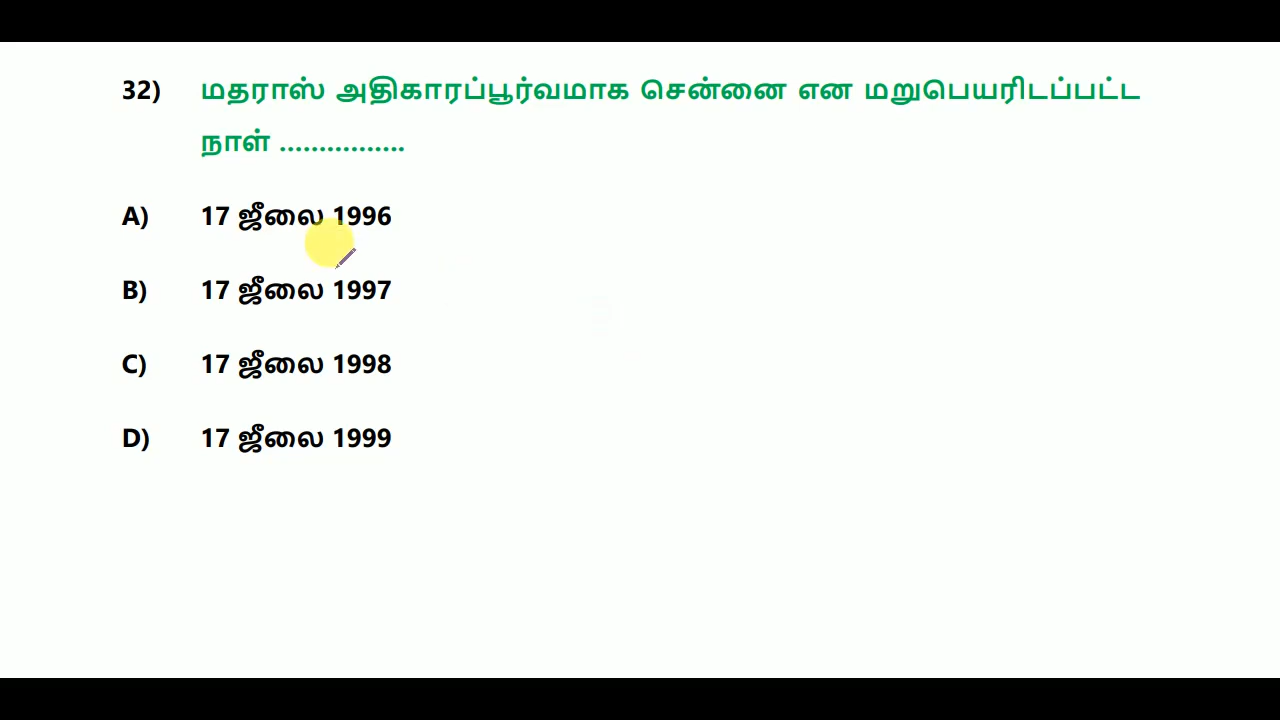 32) மதராஸ் அதிகாரப்பூர்வமாக சென்னை என மறுபெயரிடப்பட்ட
நாள் ................
A) 17 ஜீலை 1996
B) 17 ஜீலை 1997
C) 17 ஜீலை 1998
D) 17 ஜீலை 1999